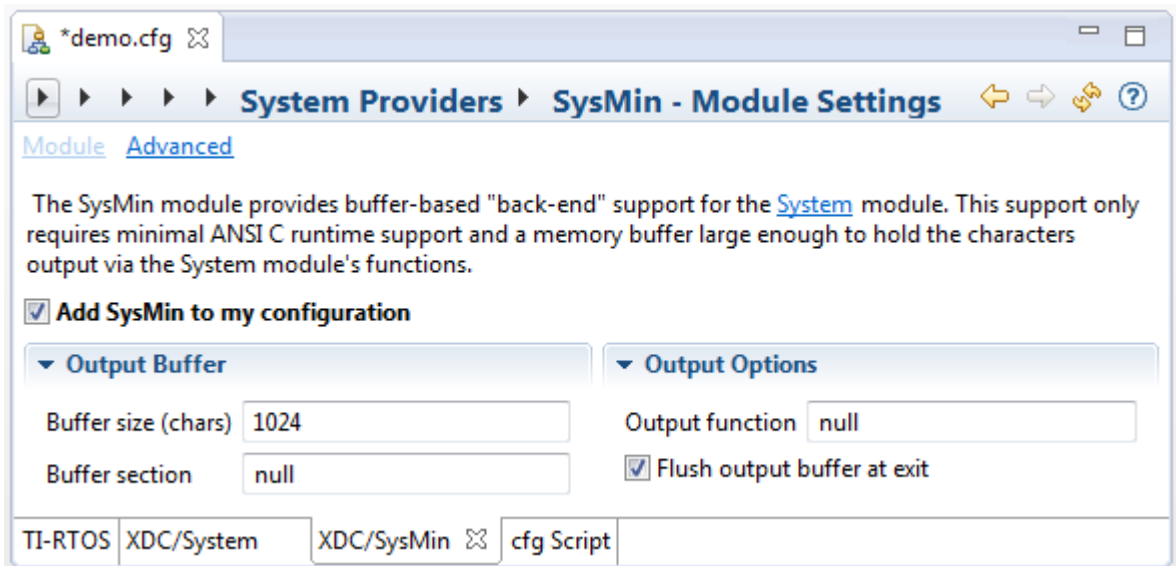 *demo.cfg
System Providers SysMin - Module Settings
Module Advanced
The SysMin module provides buffer-based "back-end" support for the System module. This support only
requires minimal ANSI C runtime support and a memory buffer large enough to hold the characters
output via the System module's functions.
Add SysMin to my configuration
Output Buffer
Buffer size (chars) 1024
Buffer section null
Output Options
Output function null
Flush output buffer at exit
TI-RTOS XDC/System XDC/SysMin cfg Script